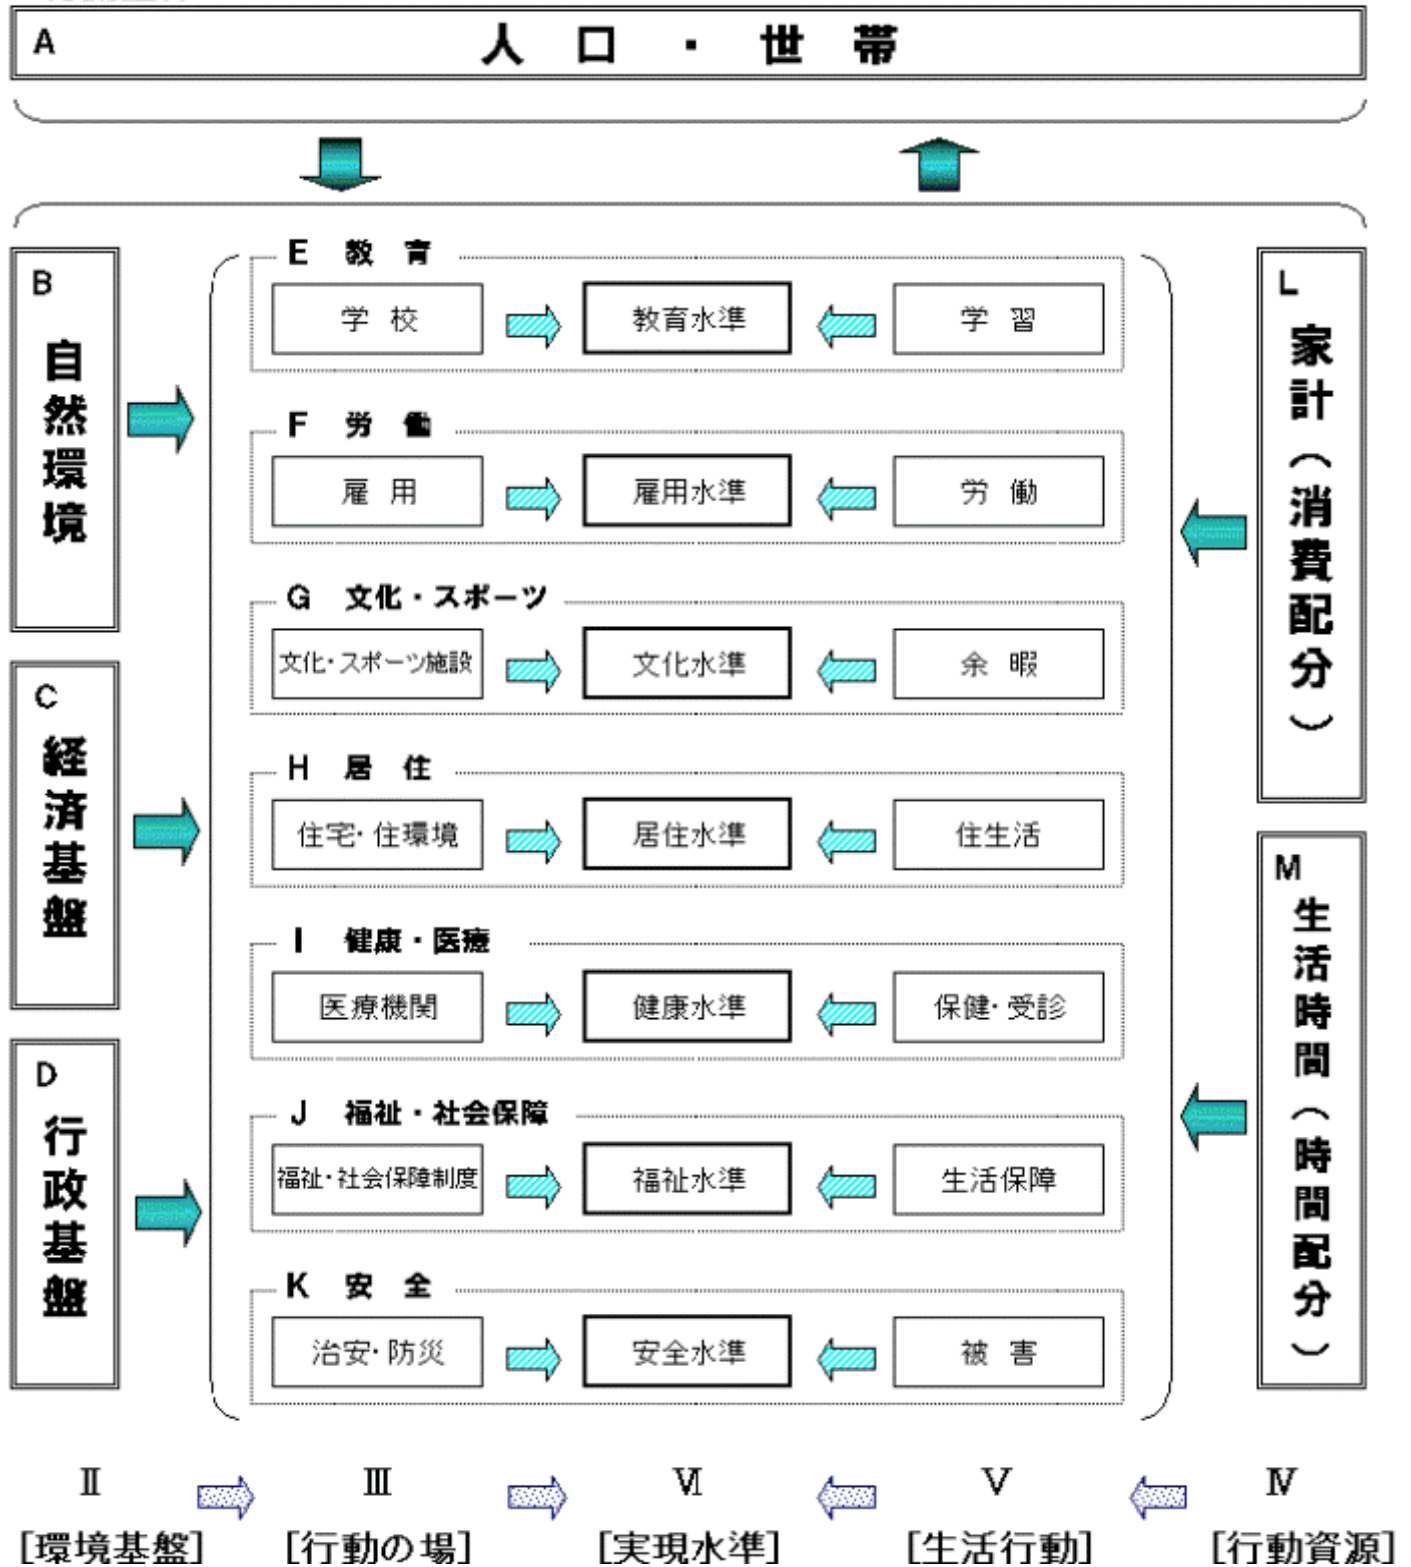 A 人口・世帯
B 自然環境
C 経済基盤
D 行政基盤
E 教育
学校 教育水準 学習
F 労働
雇用 雇用水準 労働
G 文化・スポーツ
文化・スポーツ施設 文化水準 余暇
H 居住
住宅・住環境 居住水準 住生活
I 健康・医療
医療機関 健康水準 保健・受診
J 福祉・社会保障
福祉・社会保障制度 福祉水準 生活保障
K 安全
治安・防災 安全水準 被害
L 家計（消費配分）
M 生活時間（時間配分）
Ⅱ Ⅲ Ⅵ Ⅴ Ⅳ
[環境基盤] [行動の場] [実現水準] [生活行動] [行動資源]